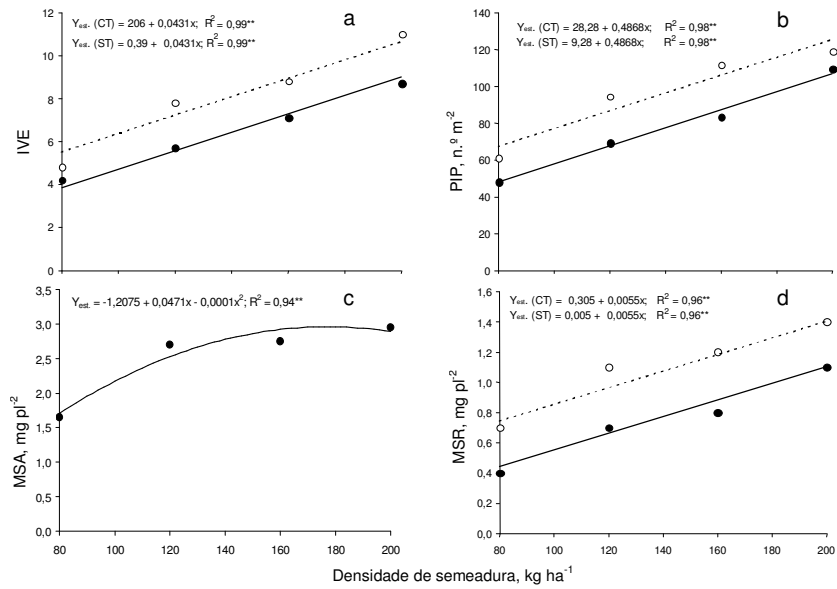 a
Yest. (CT) = 206 + 0,0431x; R2 = 0,99**
Yest. (ST) = 0,39 + 0,0431x; R2 = 0,99**
12
10
8
6
4
2
0
IVE
b
Yest. (CT) = 28,28 + 0,4868x; R2 = 0,98**
Yest. (ST) = 9,28 + 0,4868x; R2 = 0,98**
140
120
100
80
60
40
20
0
PIP, n.º m-2
c
Yest. = -1,2075 + 0,0471x - 0,0001x2; R2 = 0,94**
3,5
3,0
2,5
2,0
1,5
1,0
0,5
0,0
MSA, mg pl-2
80 100 120 140 160 180 200
d
Yest. (CT) = 0,305 + 0,0055x; R2 = 0,96**
Yest. (ST) = 0,005 + 0,0055x; R2 = 0,96**
1,6
1,4
1,2
1,0
0,8
0,6
0,4
0,2
0,0
MSR, mg pl-2
80 100 120 140 160 180 200
Densidade de semeadura, kg ha-1